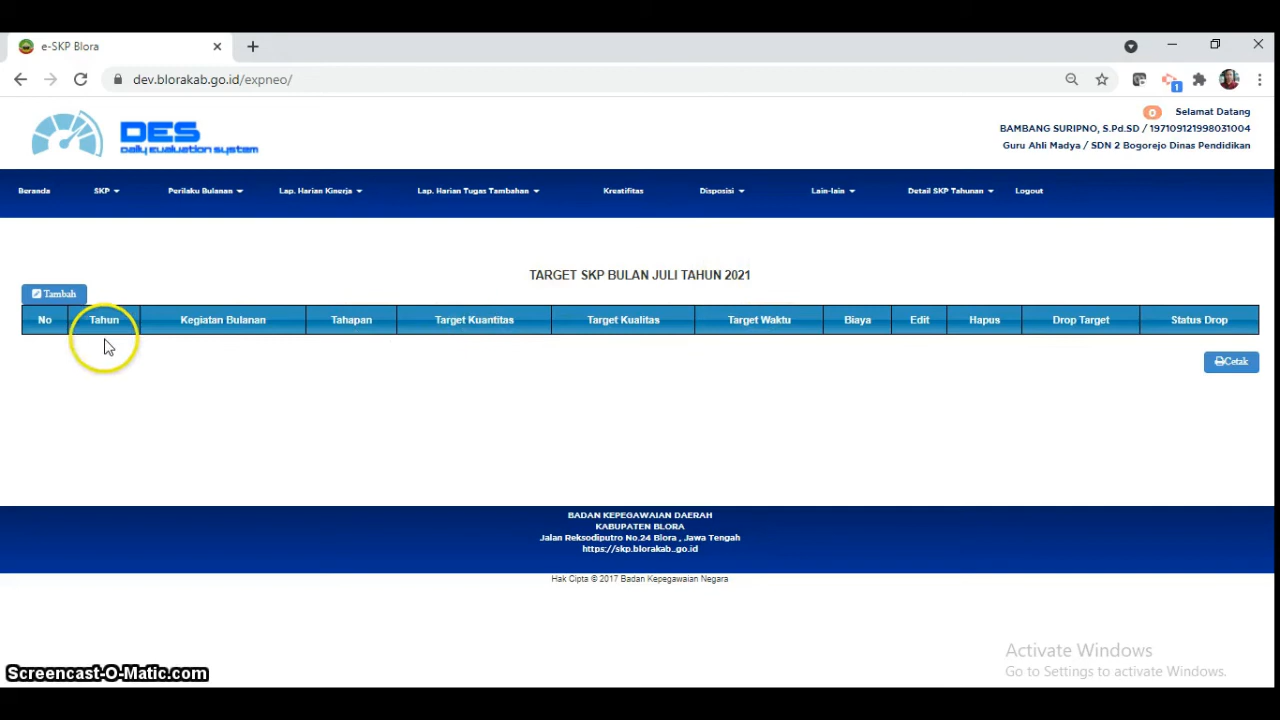 e-SKP Blora
dev.blorakab.go.id/expneo/
1
DES
daily evaluation system
0 Selamat Datang
BAMBANG SURIPNO, S.Pd.SD / 197109121998031004
Guru Ahli Madya / SDN 2 Bogorejo Dinas Pendidikan
Beranda SKP Perilaku Bulanan Lap. Harian Kinerja Lap. Harian Tugas Tambahan Kreatifitas Disposisi Lain-lain Detail SKP Tahunan Logout
TARGET SKP BULAN JULI TAHUN 2021
Tambah
No Tahun Kegiatan Bulanan Tahapan Target Kuantitas Target Kualitas Target Waktu Biaya Edit Hapus Drop Target Status Drop
Cetak
BADAN KEPEGAWAIAN DAERAH
KABUPATEN BLORA
Jalan Reksodiputro No.24 Blora , Jawa Tengah
https://skp.blorakab..go.id
Hak Cipta © 2017 Badan Kepegawaian Negara
Activate Windows
Go to Settings to activate Windows.
Screencast-O-Matic.com